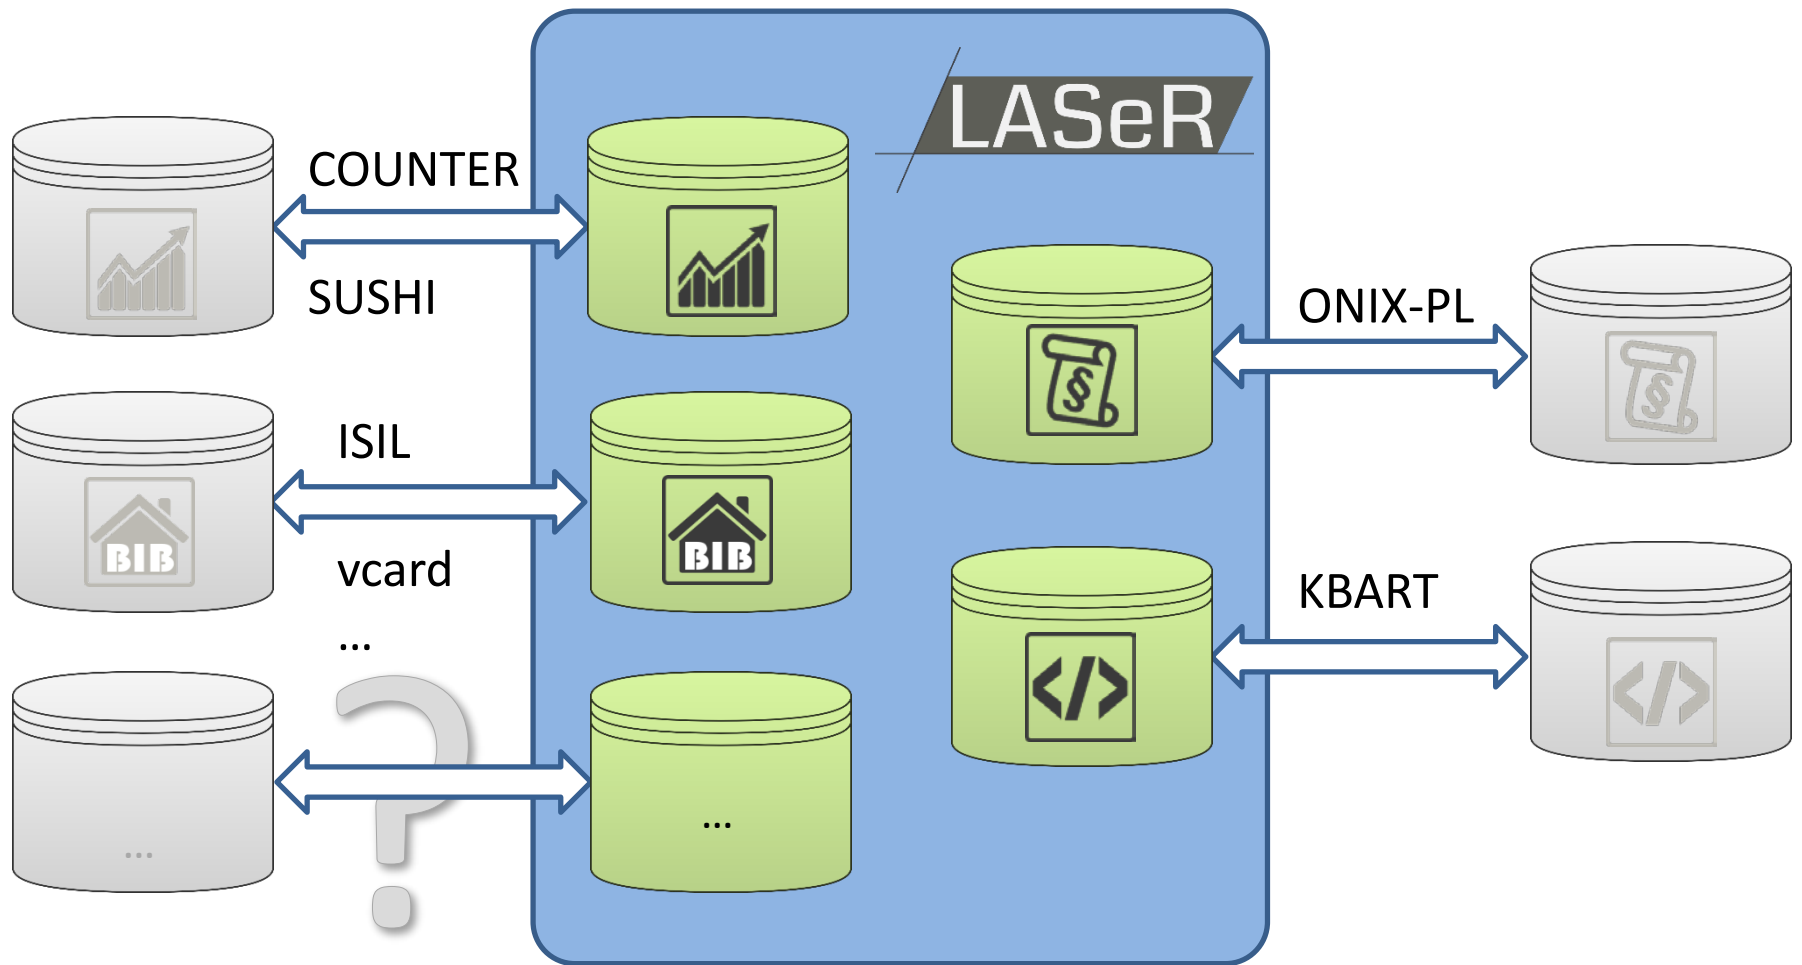 LASeR
COUNTER
SUSHI
ONIX-PL
§
§
ISIL
BIB
BIB
vcard
...
KBART
</>
</>
?
...
...